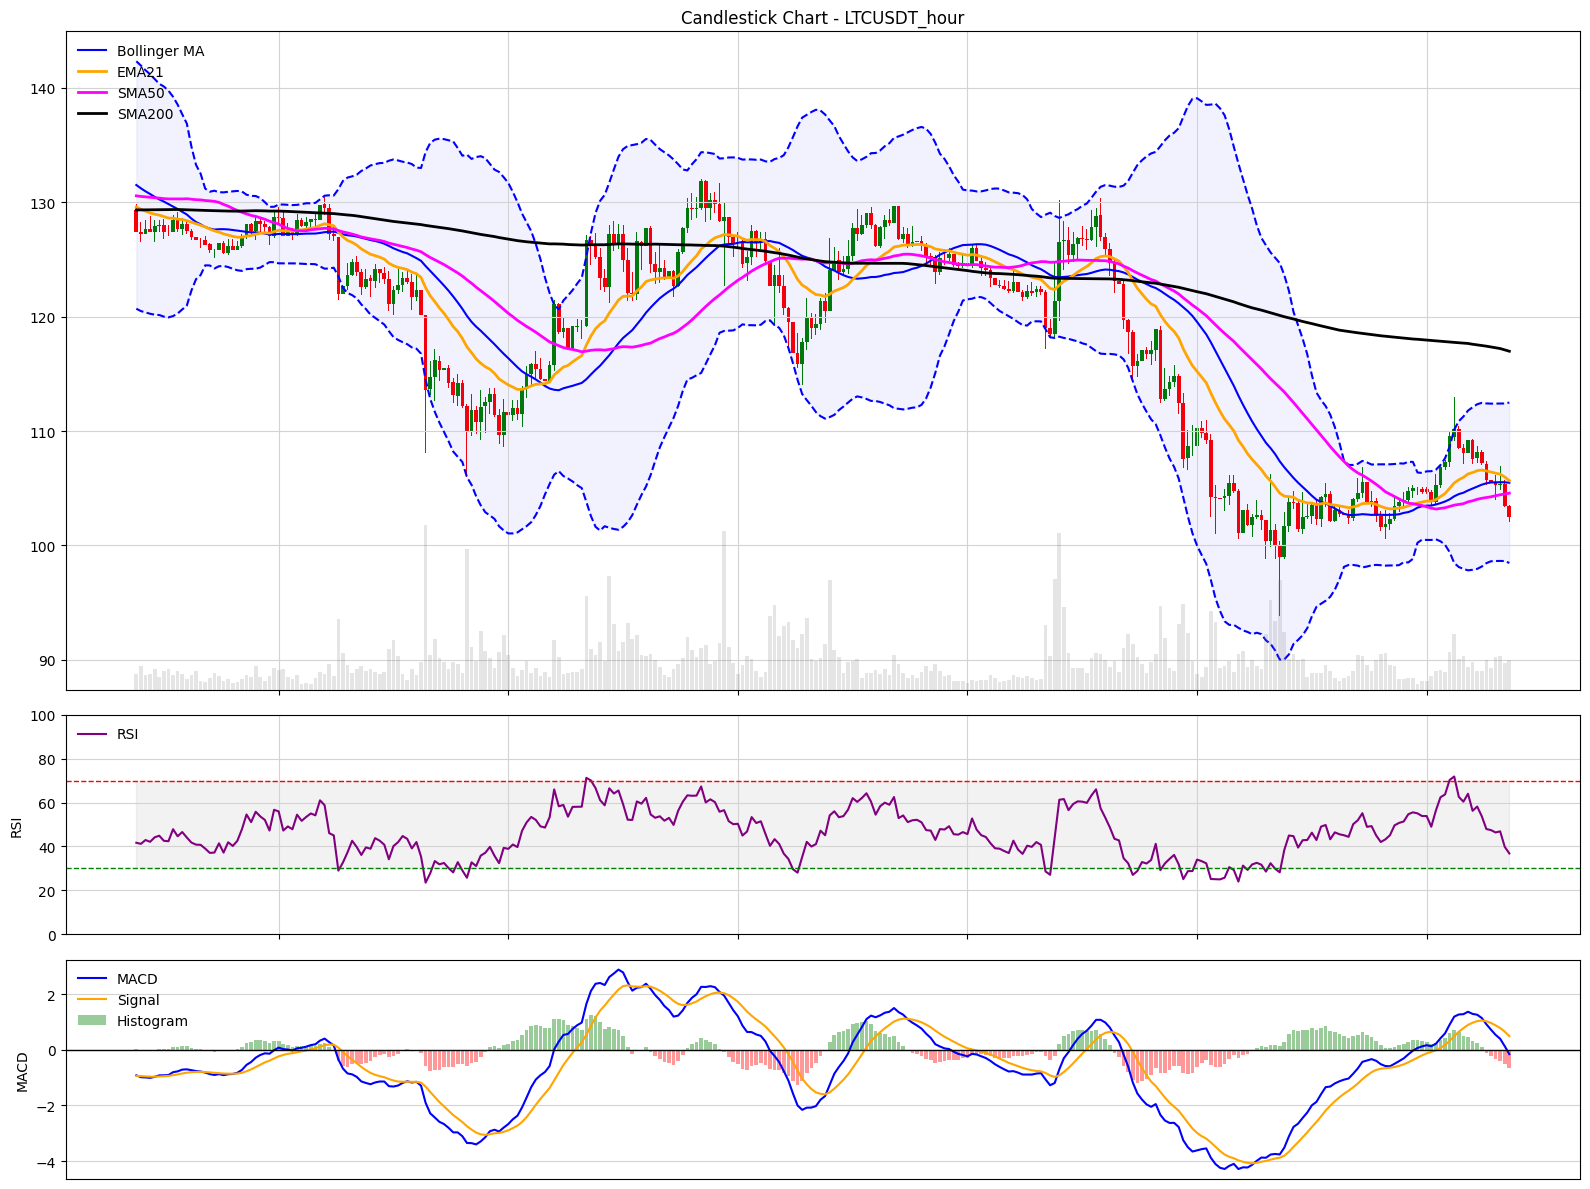 Candlestick Chart - LTCUSDT_hour
Bollinger MA
EMA21
SMA50
SMA200
140
130
120
110
100
90
RSI
100
80
60
40
20
0
RSI
MACD
Signal
Histogram
2
0
−2
−4
MACD